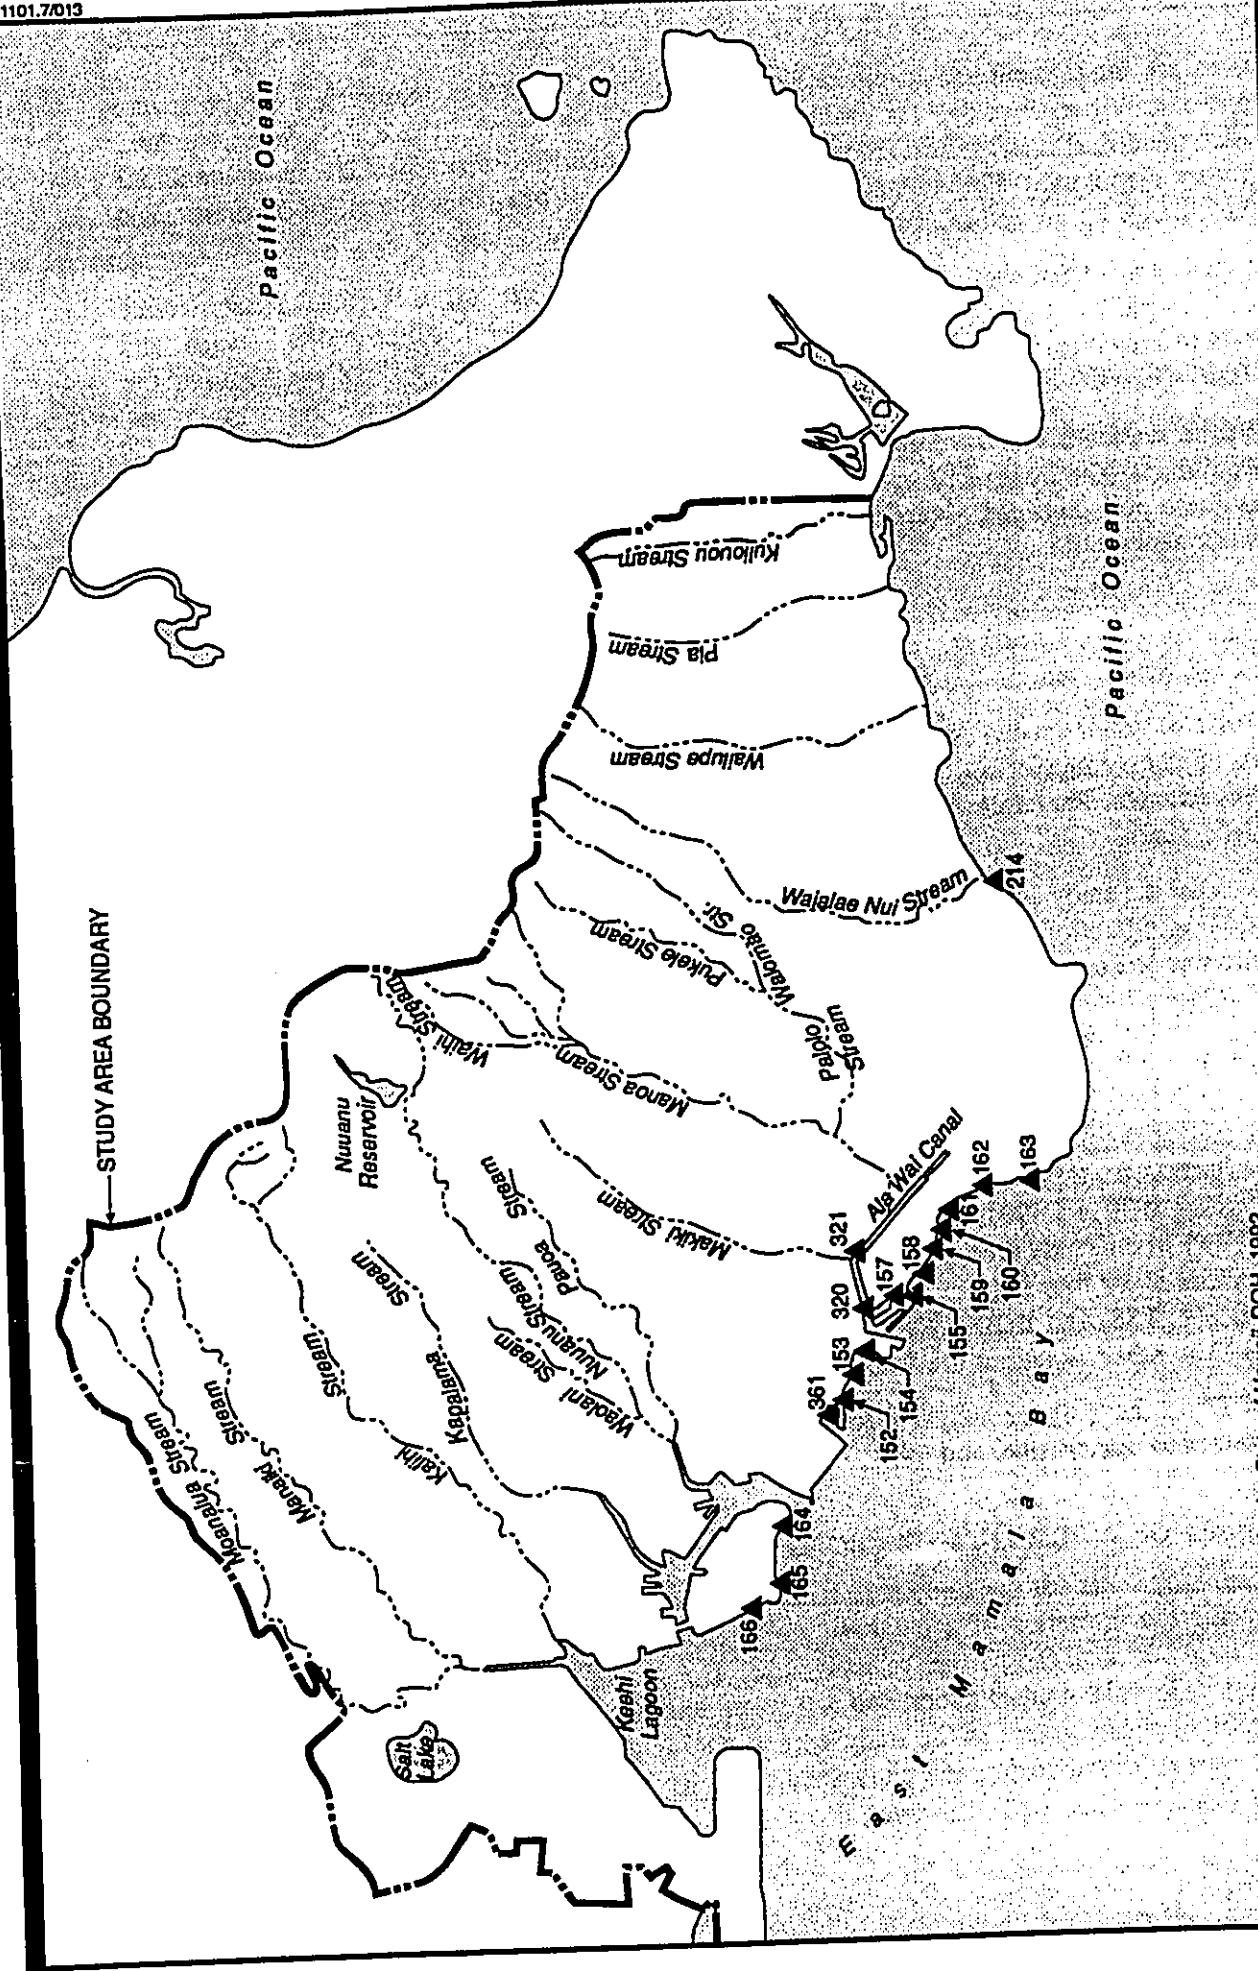 1101.7/013
Pacific Ocean
STUDY AREA BOUNDARY
Moanalua Stream
Manaiki Stream
Kalihi Stream
Kapalama Stream
Waolani Stream
Nuuanu Stream
Pauoa Stream
Nuuanu
Reservoir
Makiki Stream
Manoa Stream
Waihi Stream
Pukele Stream
Waiomao Str.
Palolo
Stream
Waialae Nui Stream
Wailupe Stream
Pia Stream
Kuliouou Stream
Salt
Lake
Keehi
Lagoon
Ala Wai Canal
166
165
164
361
152
153
154
320
321
157
155
158
159
160
161
162
163
214
East Mamala Bay
Pacific Ocean